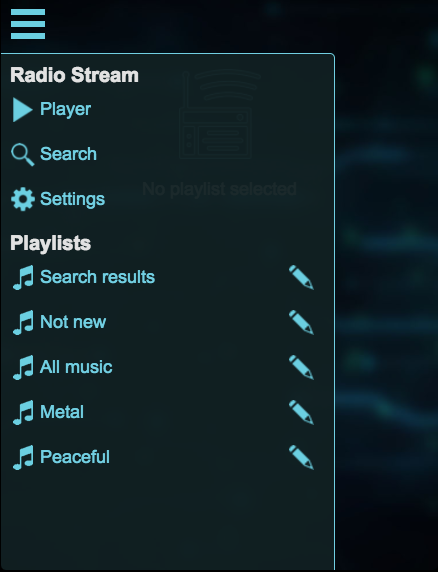 Radio Stream
Player
Search
No playlist selected
Settings
Playlists
Search results
Not new
All music
Metal
Peaceful